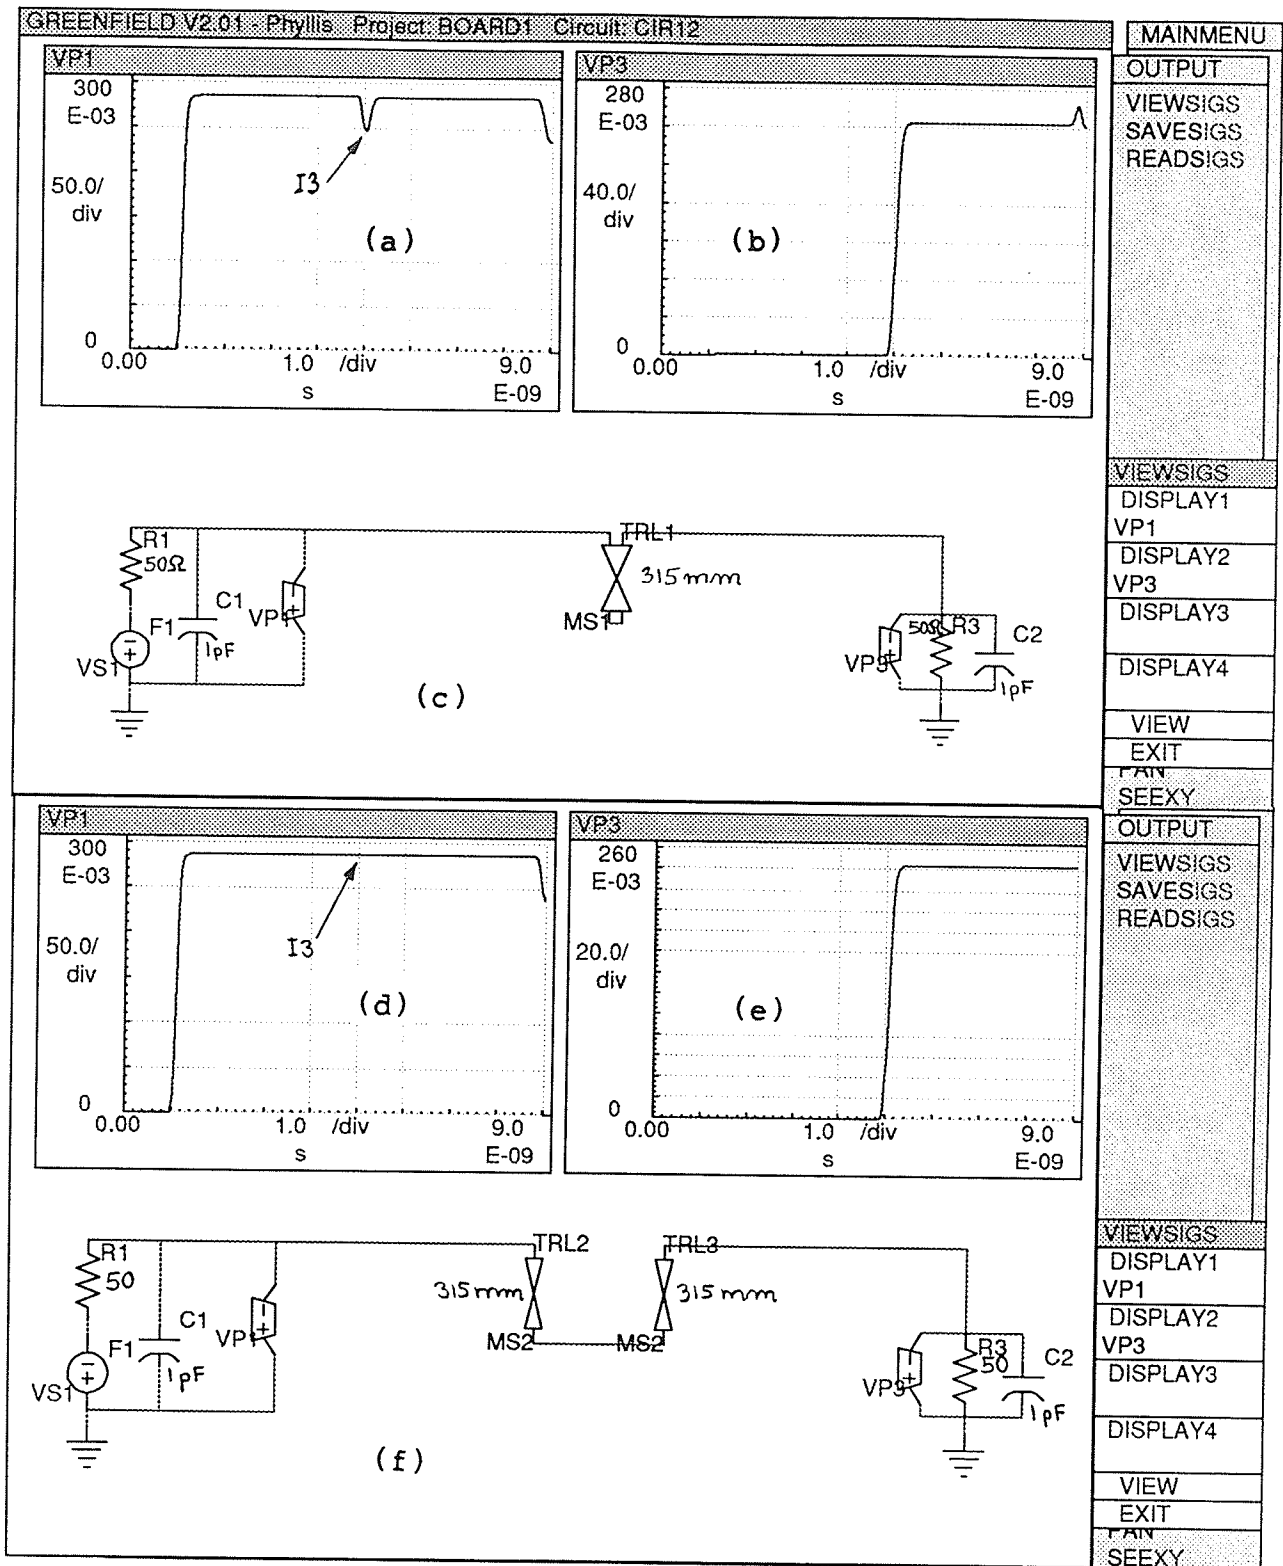 GREENFIELD V2.01 - Phyllis Project: BOARD1 Circuit: CIR12
MAINMENU
OUTPUT
VIEWSIGS
SAVESIGS
READSIGS
VP1
300
E-03
50.0/
div
0
0.00
1.0 /div
9.0
s
E-09
I3
(a)
VP3
280
E-03
40.0/
div
0
0.00
1.0 /div
9.0
s
E-09
(b)
R1
50Ω
F1
C1
1pF
VP1
VS1
TRL1
315mm
MS1
VP3
50Ω R3
C2
1pF
(c)
VIEWSIGS
DISPLAY1
VP1
DISPLAY2
VP3
DISPLAY3
DISPLAY4
VIEW
EXIT
PAN
SEEXY
VP1
300
E-03
50.0/
div
0
0.00
1.0 /div
9.0
s
E-09
I3
(d)
VP3
260
E-03
20.0/
div
0
0.00
1.0 /div
9.0
s
E-09
(e)
OUTPUT
VIEWSIGS
SAVESIGS
READSIGS
R1
50
F1
C1
1pF
VP1
VS1
TRL2
315mm
MS2
TRL3
315mm
MS2
VP3
R3
50
C2
1pF
(f)
VIEWSIGS
DISPLAY1
VP1
DISPLAY2
VP3
DISPLAY3
DISPLAY4
VIEW
EXIT
PAN
SEEXY